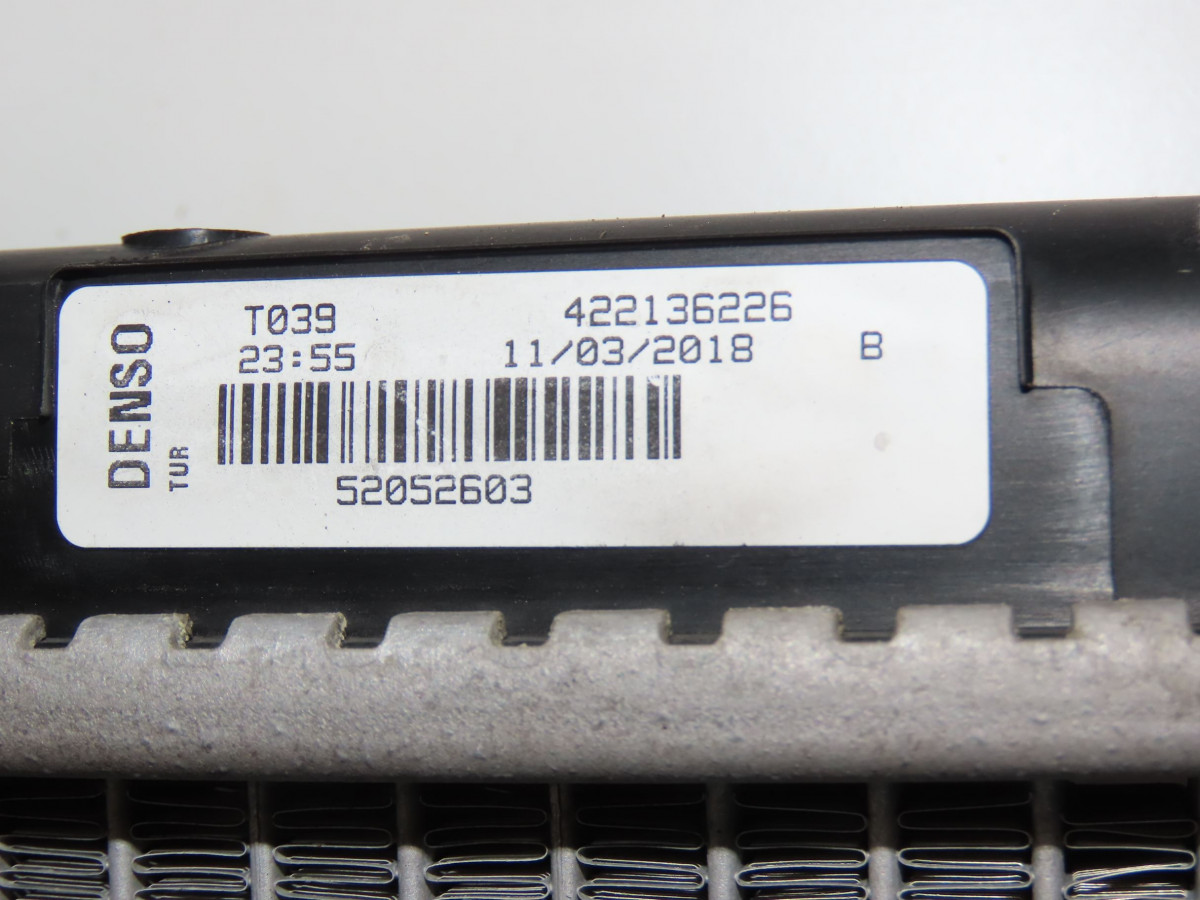 DENSO
TUR
T039 422136226
23:55 11/03/2018 B
52052603